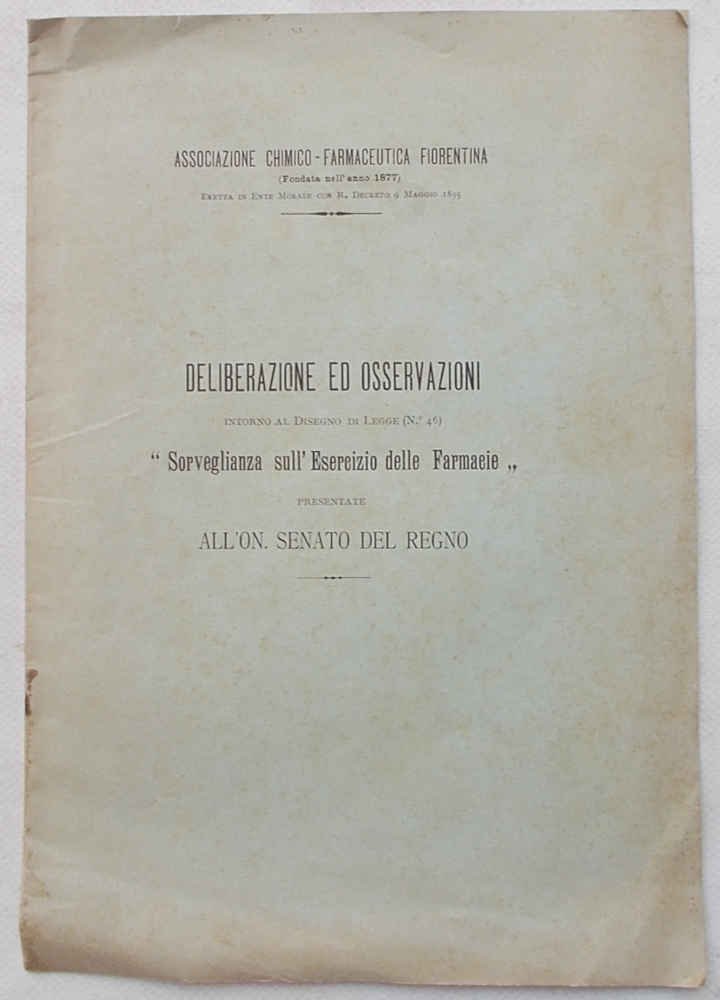 ASSOCIAZIONE CHIMICO-FARMACEUTICA FIORENTINA
(Fondata nell'anno 1877)
ERETTA IN ENTE MORALE CON R. DECRETO 9 MAGGIO 1895
DELIBERAZIONE ED OSSERVAZIONI
INTORNO AL DISEGNO DI LEGGE (N.° 46)
“ Sorveglianza sull'Esercizio delle Farmacie „
PRESENTATE
ALL'ON. SENATO DEL REGNO